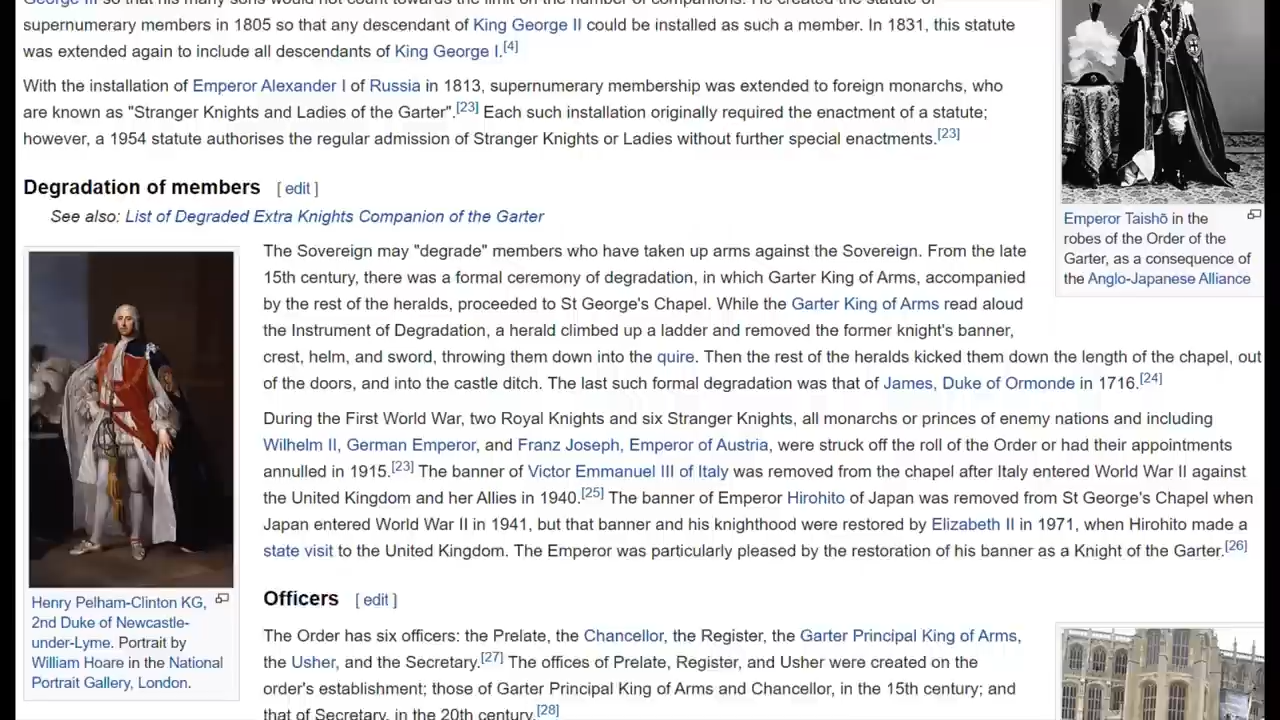 George III so that his many sons would not count towards the limit on the number of companions. He created the statute of
supernumerary members in 1805 so that any descendant of King George II could be installed as such a member. In 1831, this statute
was extended again to include all descendants of King George I.[4]
With the installation of Emperor Alexander I of Russia in 1813, supernumerary membership was extended to foreign monarchs, who
are known as "Stranger Knights and Ladies of the Garter".[23] Each such installation originally required the enactment of a statute;
however, a 1954 statute authorises the regular admission of Stranger Knights or Ladies without further special enactments.[23]
Emperor Taishō in the
robes of the Order of the
Garter, as a consequence of
the Anglo-Japanese Alliance
Degradation of members [ edit ]
See also: List of Degraded Extra Knights Companion of the Garter
The Sovereign may "degrade" members who have taken up arms against the Sovereign. From the late
15th century, there was a formal ceremony of degradation, in which Garter King of Arms, accompanied
by the rest of the heralds, proceeded to St George's Chapel. While the Garter King of Arms read aloud
the Instrument of Degradation, a herald climbed up a ladder and removed the former knight's banner,
crest, helm, and sword, throwing them down into the quire. Then the rest of the heralds kicked them down the length of the chapel, out
of the doors, and into the castle ditch. The last such formal degradation was that of James, Duke of Ormonde in 1716.[24]
During the First World War, two Royal Knights and six Stranger Knights, all monarchs or princes of enemy nations and including
Wilhelm II, German Emperor, and Franz Joseph, Emperor of Austria, were struck off the roll of the Order or had their appointments
annulled in 1915.[23] The banner of Victor Emmanuel III of Italy was removed from the chapel after Italy entered World War II against
the United Kingdom and her Allies in 1940.[25] The banner of Emperor Hirohito of Japan was removed from St George's Chapel when
Japan entered World War II in 1941, but that banner and his knighthood were restored by Elizabeth II in 1971, when Hirohito made a
state visit to the United Kingdom. The Emperor was particularly pleased by the restoration of his banner as a Knight of the Garter.[26]
Henry Pelham-Clinton KG,
2nd Duke of Newcastle-
under-Lyme. Portrait by
William Hoare in the National
Portrait Gallery, London.
Officers [ edit ]
The Order has six officers: the Prelate, the Chancellor, the Register, the Garter Principal King of Arms,
the Usher, and the Secretary.[27] The offices of Prelate, Register, and Usher were created on the
order's establishment; those of Garter Principal King of Arms and Chancellor, in the 15th century; and
that of Secretary, in the 20th century.[28]